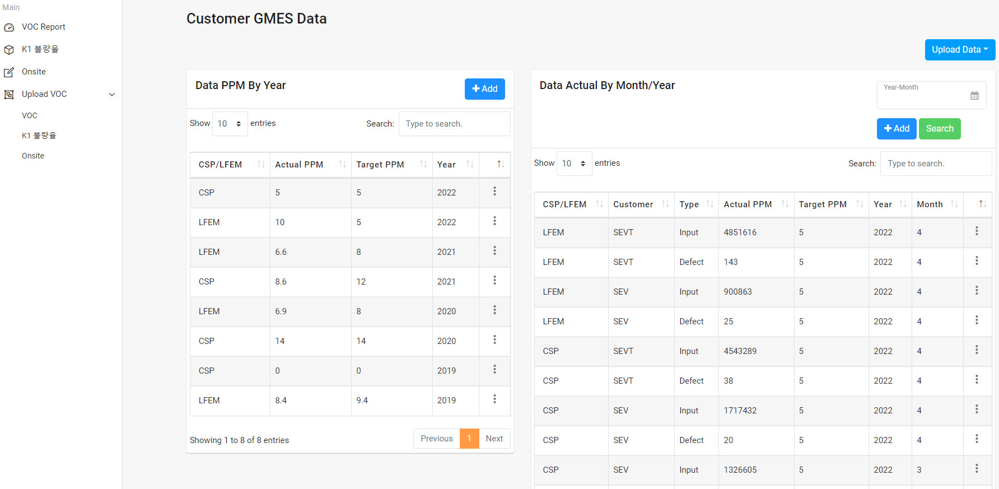 Main
VOC Report
K1 불량율
Onsite
Upload VOC
VOC
K1 불량율
Onsite
Customer GMES Data
Upload Data
Data PPM By Year
Add
Show 10 entries Search: Type to search.
CSP/LFEM Actual PPM Target PPM Year
CSP 5 5 2022
LFEM 10 5 2022
LFEM 6.6 8 2021
CSP 8.6 12 2021
LFEM 6.9 8 2020
CSP 14 14 2020
CSP 0 0 2019
LFEM 8.4 9.4 2019
Showing 1 to 8 of 8 entries Previous 1 Next
Data Actual By Month/Year
Year-Month
Add Search
Show 10 entries Search: Type to search.
CSP/LFEM Customer Type Actual PPM Target PPM Year Month
LFEM SEVT Input 4851616 5 2022 4
LFEM SEVT Defect 143 5 2022 4
LFEM SEV Input 900863 5 2022 4
LFEM SEV Defect 25 5 2022 4
CSP SEVT Input 4543289 5 2022 4
CSP SEVT Defect 38 5 2022 4
CSP SEV Input 1717432 5 2022 4
CSP SEV Defect 20 5 2022 4
CSP SEV Input 1326605 5 2022 3